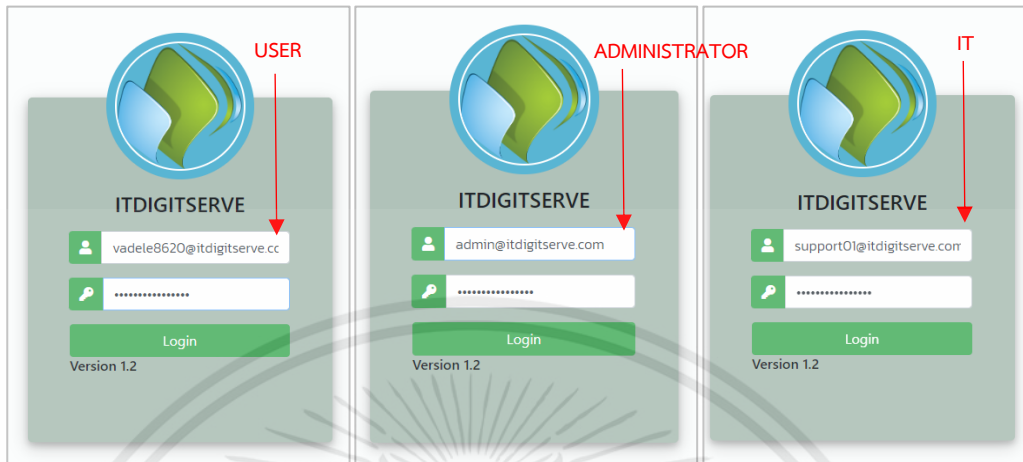 USER
ITDIGITSERVE
vadele8620@itdigitserve.cc
••••••••••••••••
Login
Version 1.2
ADMINISTRATOR
ITDIGITSERVE
admin@itdigitserve.com
••••••••••••••••
Login
Version 1.2
IT
ITDIGITSERVE
support01@itdigitserve.com
••••••••••••••••
Login
Version 1.2